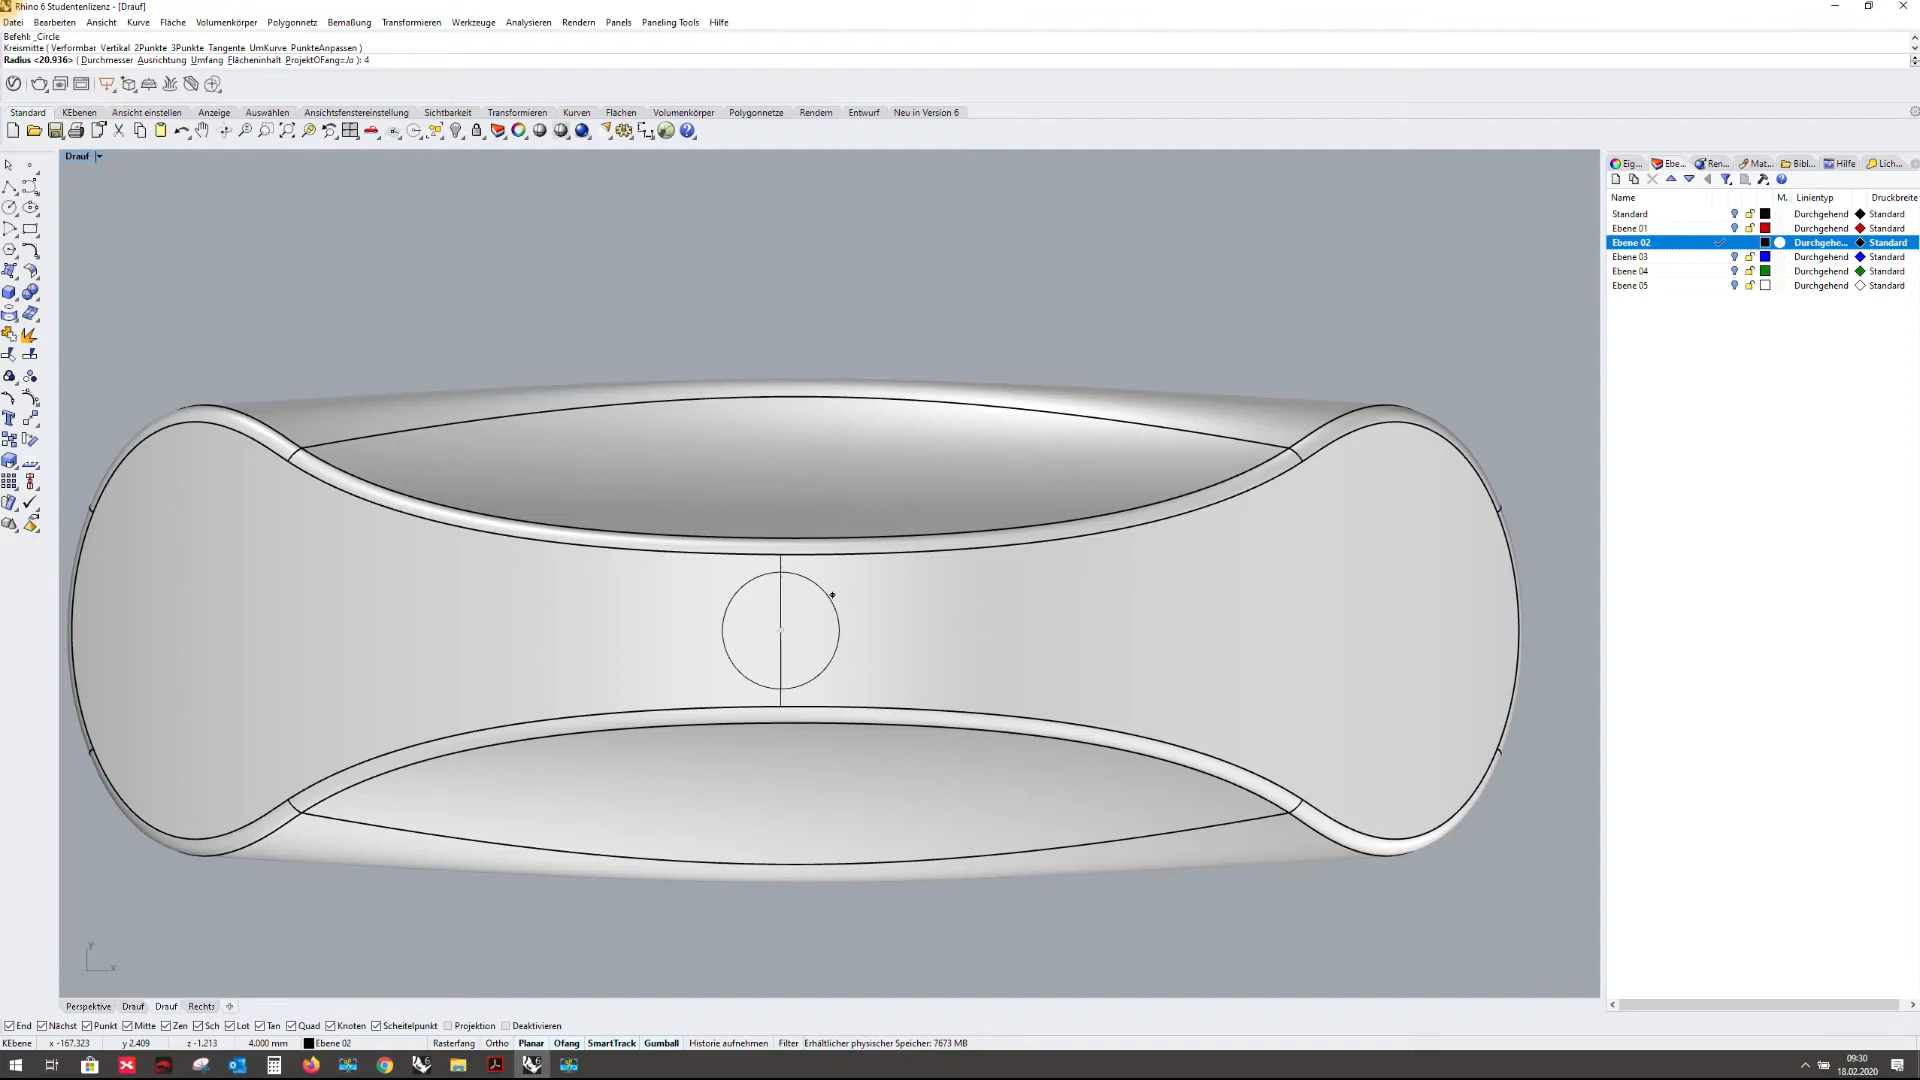 Rhino 6 Studentenlizenz - [Drauf]
Datei Bearbeiten Ansicht Kurve Fläche Volumenkörper Polygonnetz Bemaßung Transformieren Werkzeuge Analysieren Rendern Panels Paneling Tools Hilfe
Befehl: _Circle
Kreismitte ( Verformbar Vertikal 2Punkte 3Punkte Tangente UmKurve PunkteAnpassen )
Radius <20.936> ( Durchmesser Ausrichtung Umfang Flächeninhalt ProjektOFang=Ja ): 4
Standard KEbenen Ansicht einstellen Anzeige Auswählen Ansichtsfenstereinstellung Sichtbarkeit Transformieren Kurven Flächen Volumenkörper Polygonnetze Rendern Entwurf Neu in Version 6
Drauf
Eig... Ebe... Ren... Mat... Bibl... Hilfe Lich...
Name M. Linientyp Druckbreite
Standard Durchgehend Standard
Ebene 01 Durchgehend Standard
Ebene 02 Durchgehe... Standard
Ebene 03 Durchgehend Standard
Ebene 04 Durchgehend Standard
Ebene 05 Durchgehend Standard
y
x
Perspektive Drauf Drauf Rechts
End Nächst Punkt Mitte Zen Sch Lot Tan Quad Knoten Scheitelpunkt Projektion Deaktivieren
KEbene x -167.323 y 2.409 z -1.213 4.000 mm Ebene 02 Rasterfang Ortho Planar Ofang SmartTrack Gumball Historie aufnehmen Filter Erhältlicher physischer Speicher: 7673 MB
09:30
18.02.2020